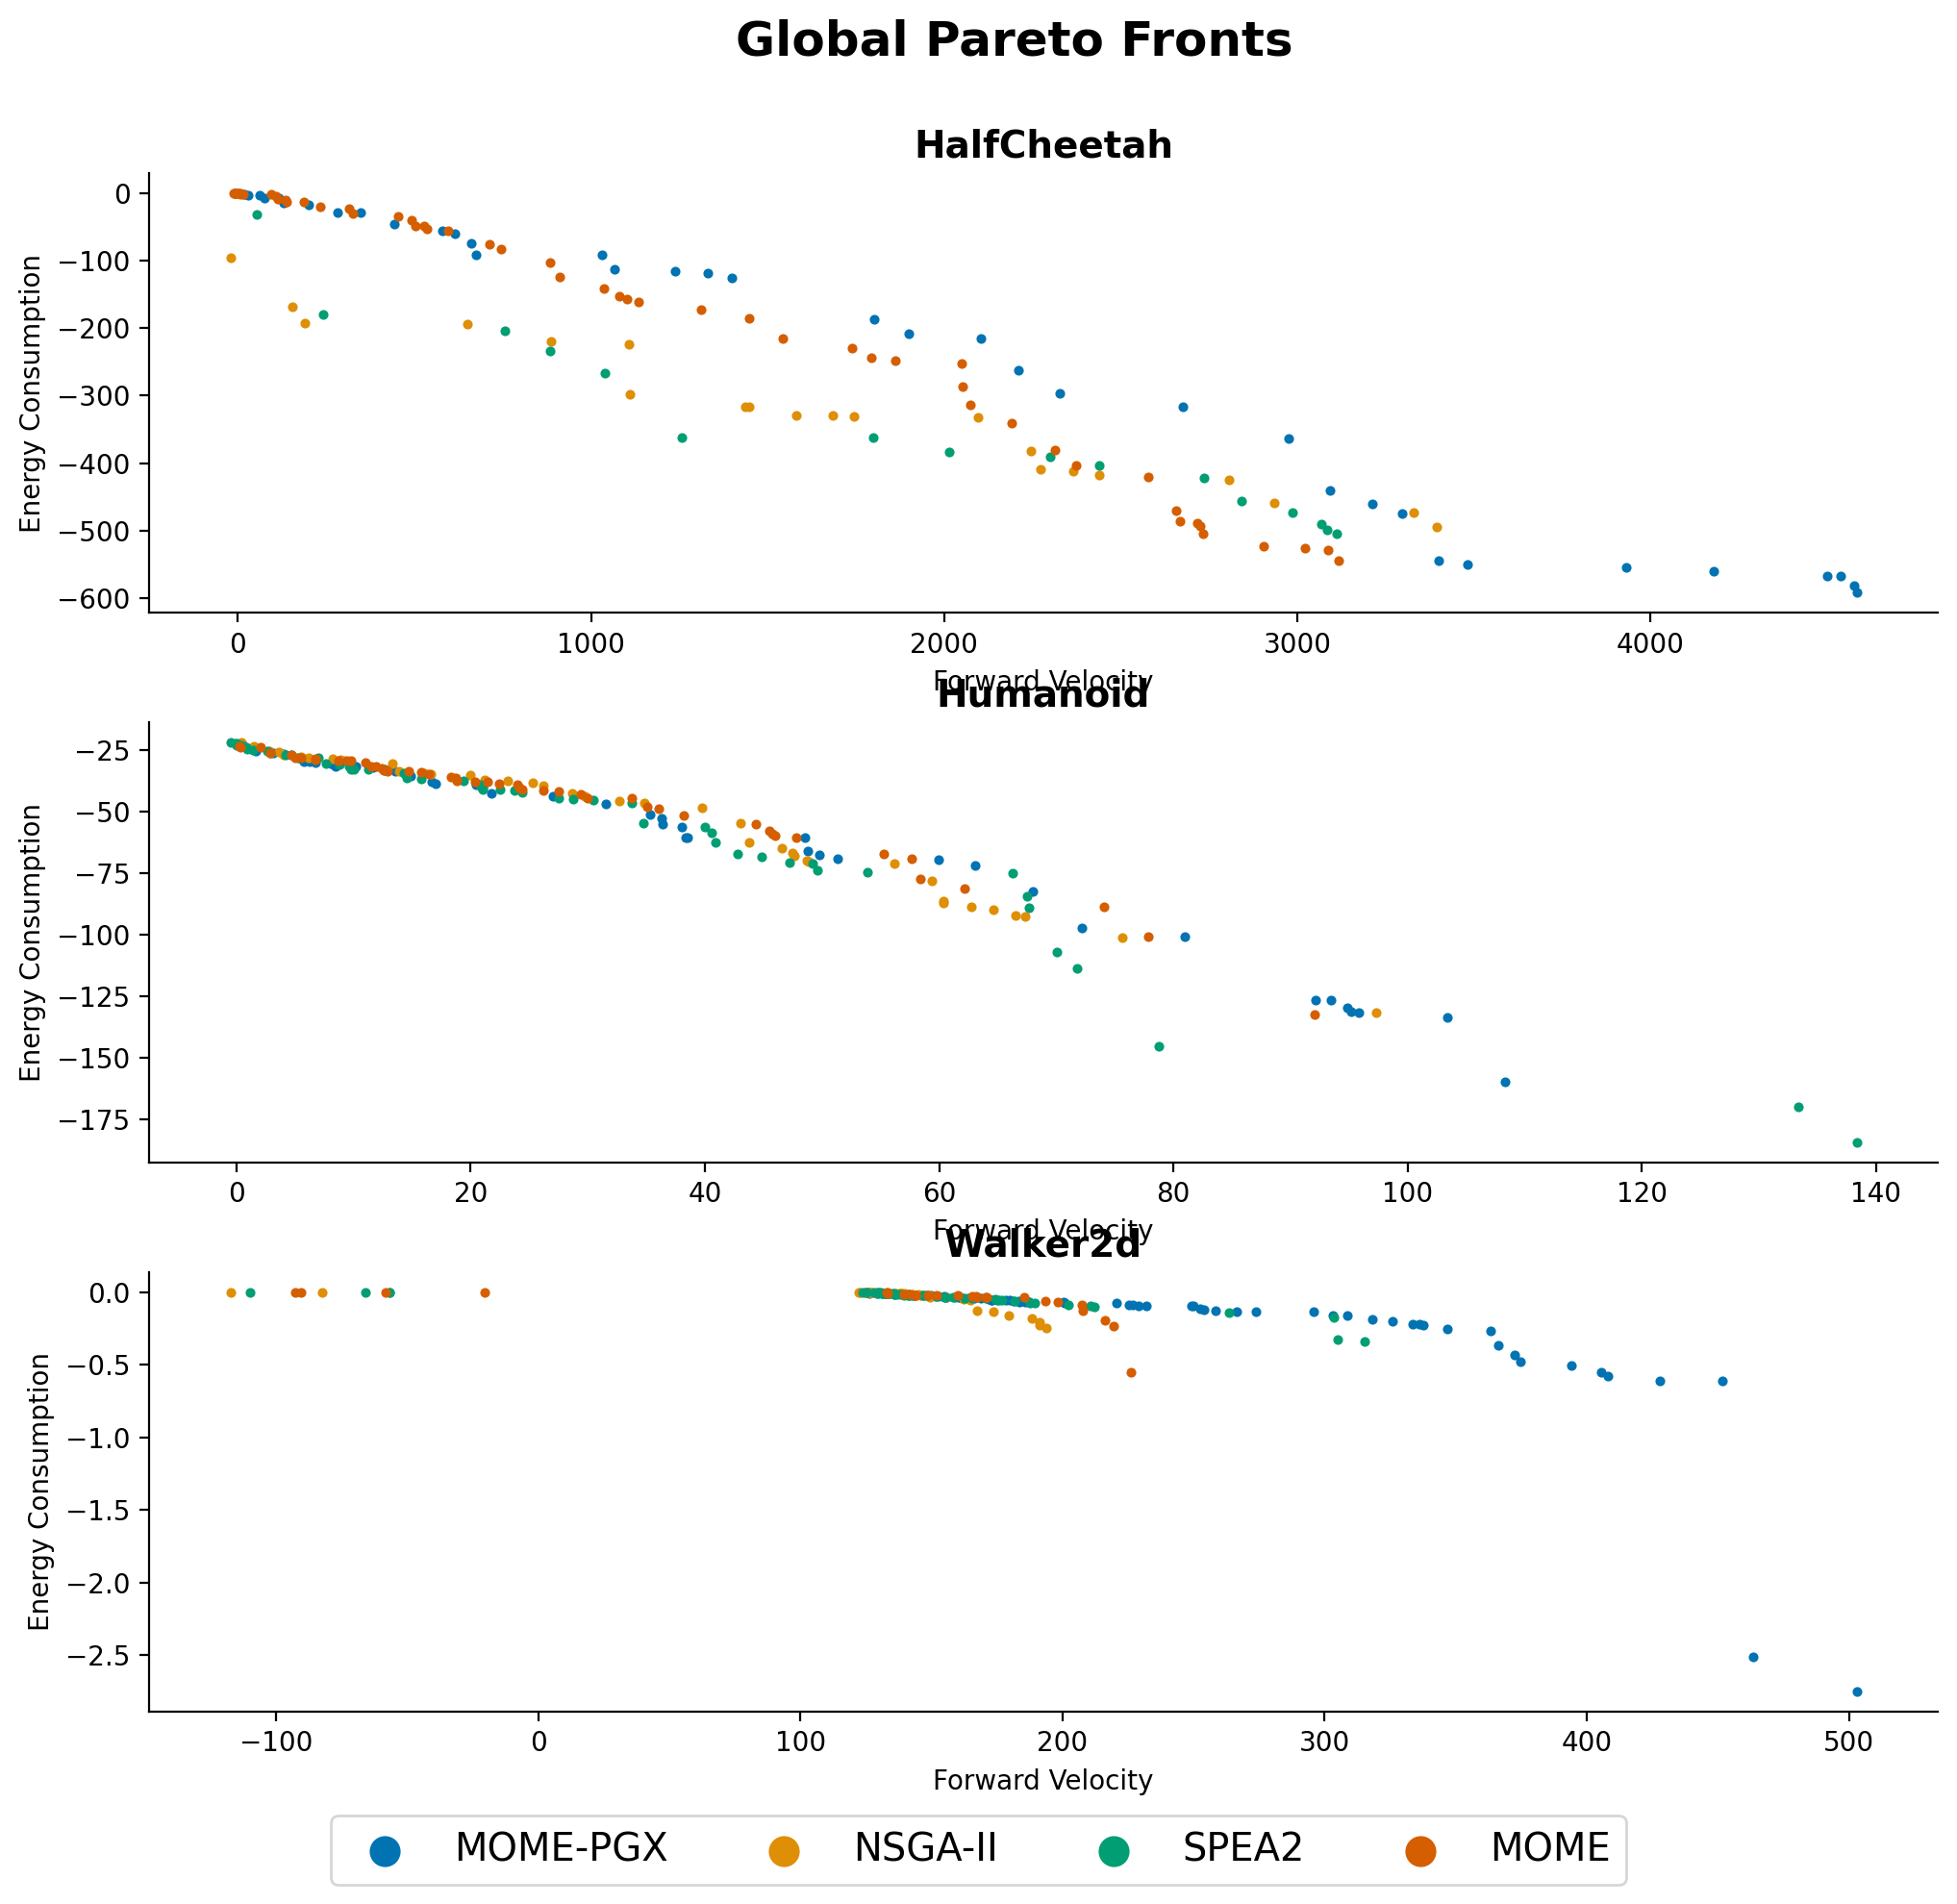 Global Pareto Fronts
HalfCheetah
0
−100
−200
−300
−400
−500
−600
Energy Consumption
0 1000 2000 3000 4000
Forward Velocity
Humanoid
−25
−50
−75
−100
−125
−150
−175
Energy Consumption
0 20 40 60 80 100 120 140
Forward Velocity
Walker2d
0.0
−0.5
−1.0
−1.5
−2.0
−2.5
Energy Consumption
−100 0 100 200 300 400 500
Forward Velocity
MOME-PGX NSGA-II SPEA2 MOME